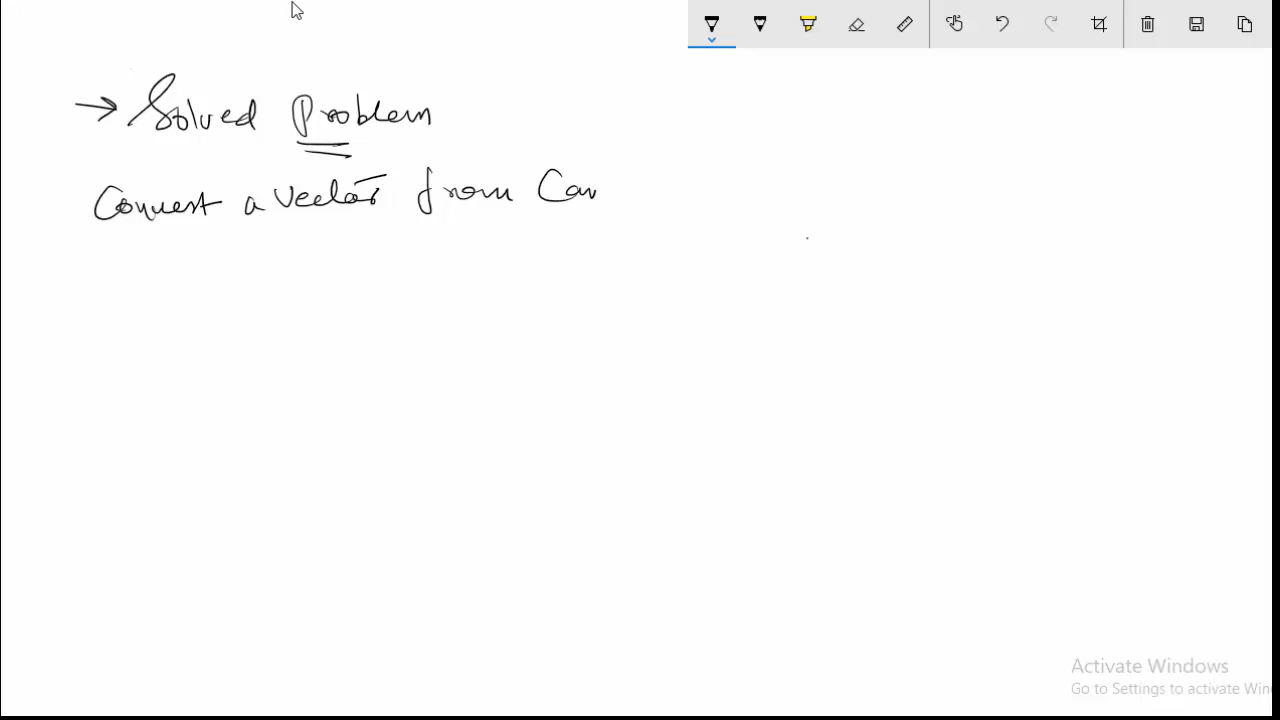 → Solved Problem
Convert a vector from Car
Activate Windows
Go to Settings to activate Win